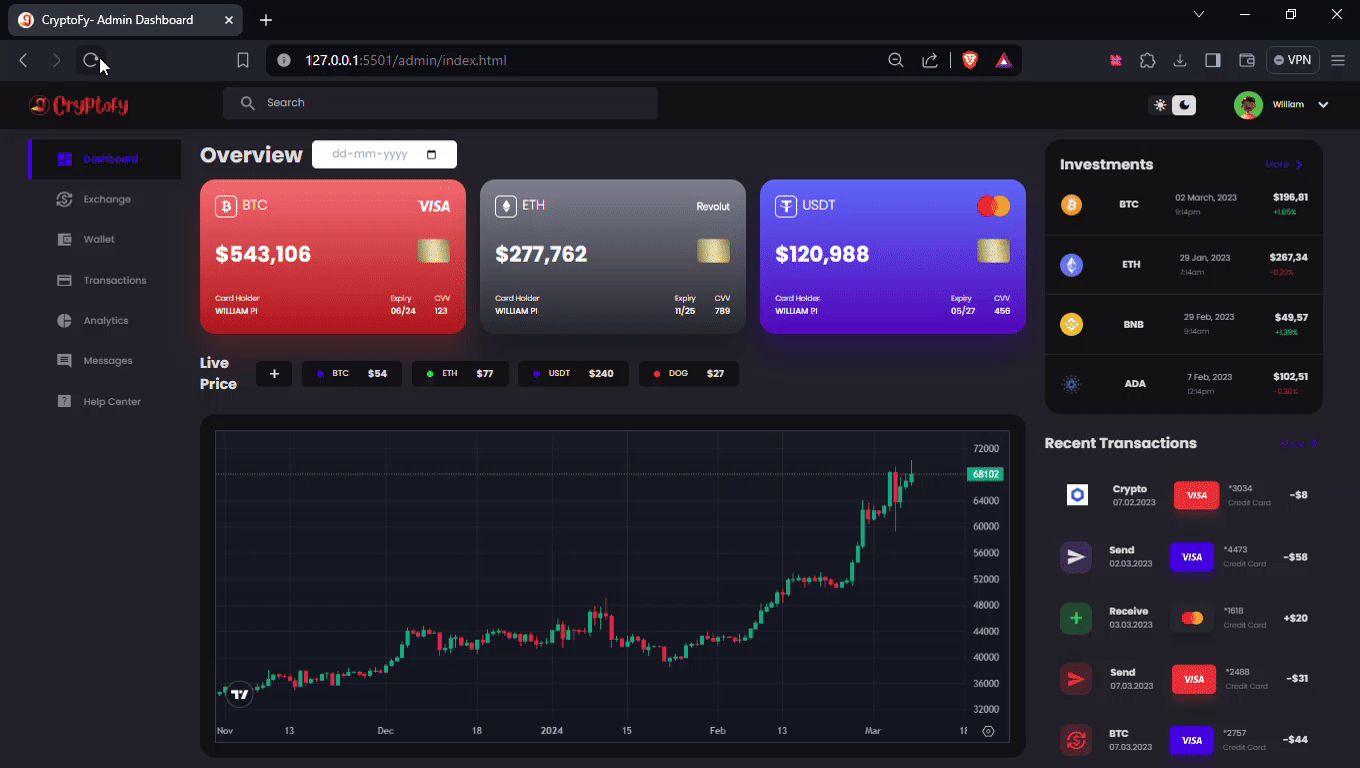 CryptoFy- Admin Dashboard
127.0.0.1:5501/admin/index.html
VPN
CryptoFy
Search
William
Dashboard
Exchange
Wallet
Transactions
Analytics
Messages
Help Center
Overview
dd-mm-yyyy
BTC
VISA
$543,106
Card Holder Expiry CVV
WILLIAM PI 06/24 123
ETH
Revolut
$277,762
Card Holder Expiry CVV
WILLIAM PI 11/25 789
USDT
$120,988
Card Holder Expiry CVV
WILLIAM PI 05/27 456
Live
Price
+
BTC $54
ETH $77
USDT $240
DOG $27
72000
68102
64000
60000
56000
52000
48000
44000
40000
36000
32000
Nov 13 Dec 18 2024 15 Feb 13 Mar 18
Investments More
BTC 02 March, 2023 $196,81
9:14pm +1.05%
ETH 29 Jan, 2023 $267,34
7:14am -0.20%
BNB 29 Feb, 2023 $49,57
9:14am +1.39%
ADA 7 Feb, 2023 $102,51
12:14pm -0.36%
Recent Transactions More
Crypto VISA *3034 -$8
07.02.2023 Credit Card
Send VISA *4473 -$58
02.03.2023 Credit Card
Receive *1618 +$20
03.03.2023 Credit Card
Send VISA *2488 -$31
07.03.2023 Credit Card
BTC VISA *2757 -$44
07.03.2023 Credit Card